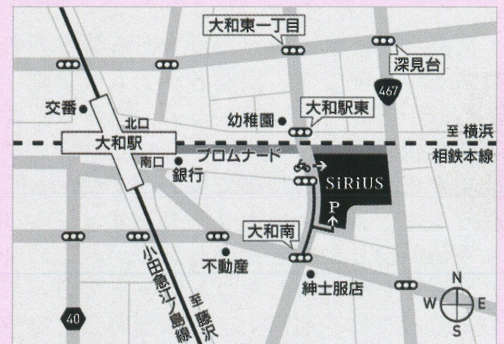 大和東一丁目
深見台
467
交番
北口
幼稚園
大和駅東
至 横浜
大和駅
相鉄本線
南口
プロムナード
銀行
SiRiUS
P
大和南
不動産
小田急江ノ島線
至 藤沢
紳士服店
40
N
W
E
S